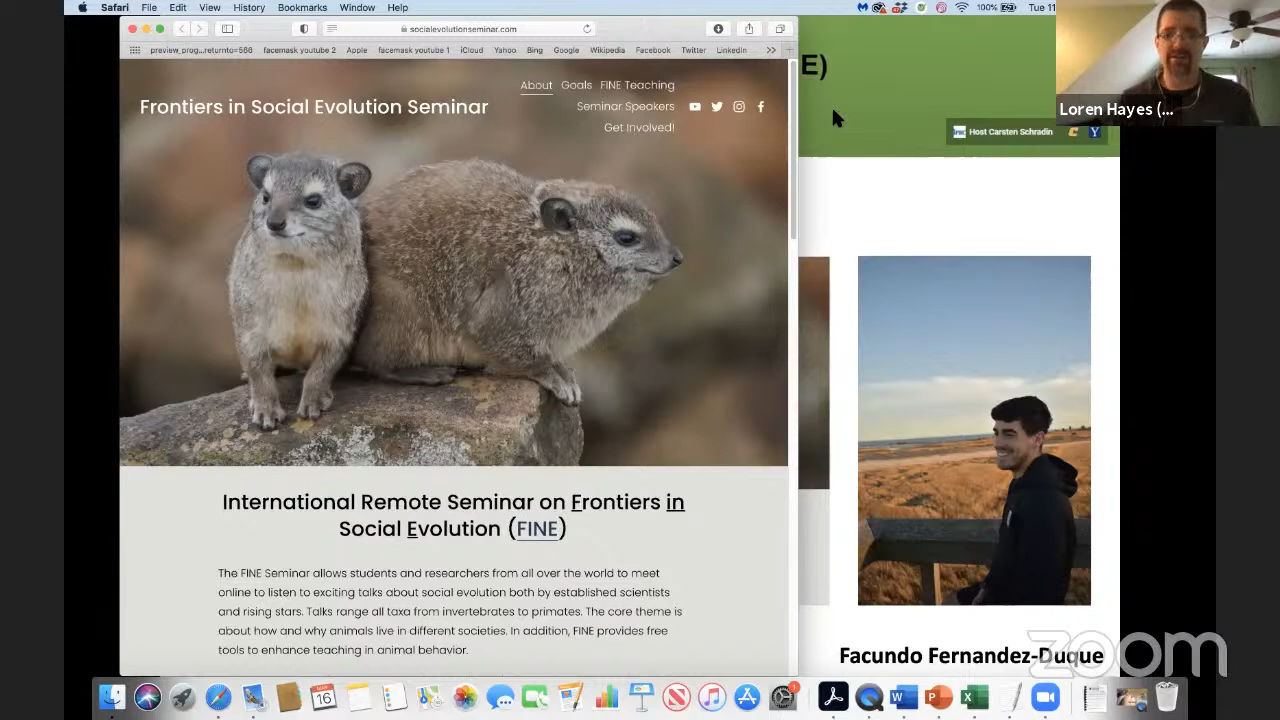 Safari File Edit View History Bookmarks Window Help
100%
Tue 11
socialevolutionseminar.com
preview_prog...returnto=566 facemask youtube 2 Apple facemask youtube 1 iCloud Yahoo Bing Google Wikipedia Facebook Twitter LinkedIn >>
E)
Frontiers in Social Evolution Seminar
About Goals FINE Teaching
Seminar Speakers
Get Involved!
Loren Hayes (...
Host Carsten Schradin
International Remote Seminar on Frontiers in
Social Evolution (FINE)
The FINE Seminar allows students and researchers from all over the world to meet
online to listen to exciting talks about social evolution both by established scientists
and rising stars. Talks range all taxa from invertebrates to primates. The core theme is
about how and why animals live in different societies. In addition, FINE provides free
tools to enhance teaching in animal behavior.
Facundo Fernandez-Duque
zoom
16